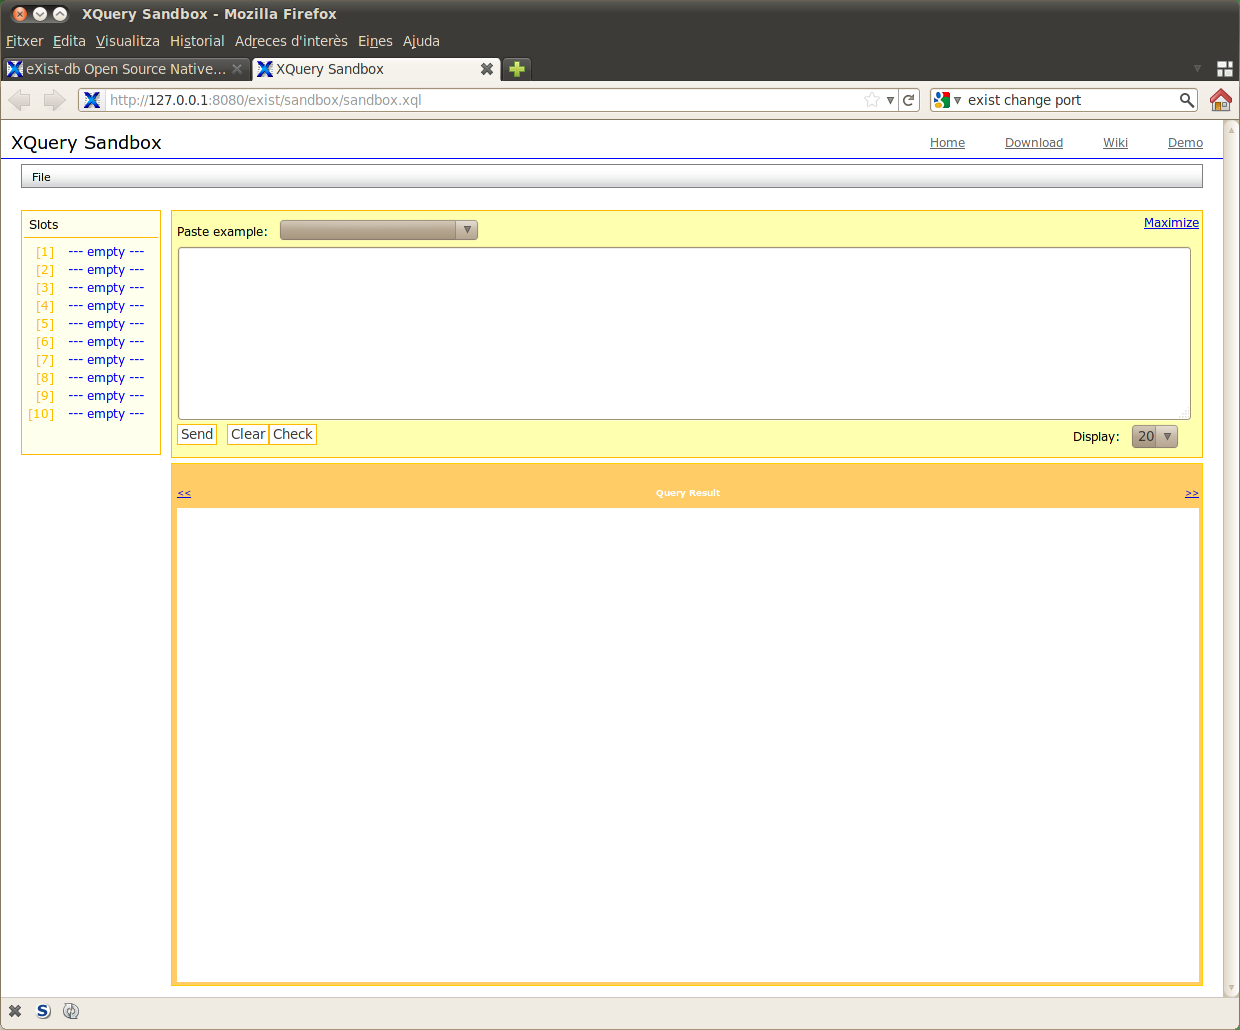 XQuery Sandbox - Mozilla Firefox
Fitxer Edita Visualitza Historial Adreces d'interès Eines Ajuda
eXist-db Open Source Native... XQuery Sandbox
http://127.0.0.1:8080/exist/sandbox/sandbox.xql exist change port
XQuery Sandbox Home Download Wiki Demo
File
Slots
[1] --- empty ---
[2] --- empty ---
[3] --- empty ---
[4] --- empty ---
[5] --- empty ---
[6] --- empty ---
[7] --- empty ---
[8] --- empty ---
[9] --- empty ---
[10] --- empty ---
Paste example: Maximize
Send Clear Check Display: 20
<< Query Result >>
S